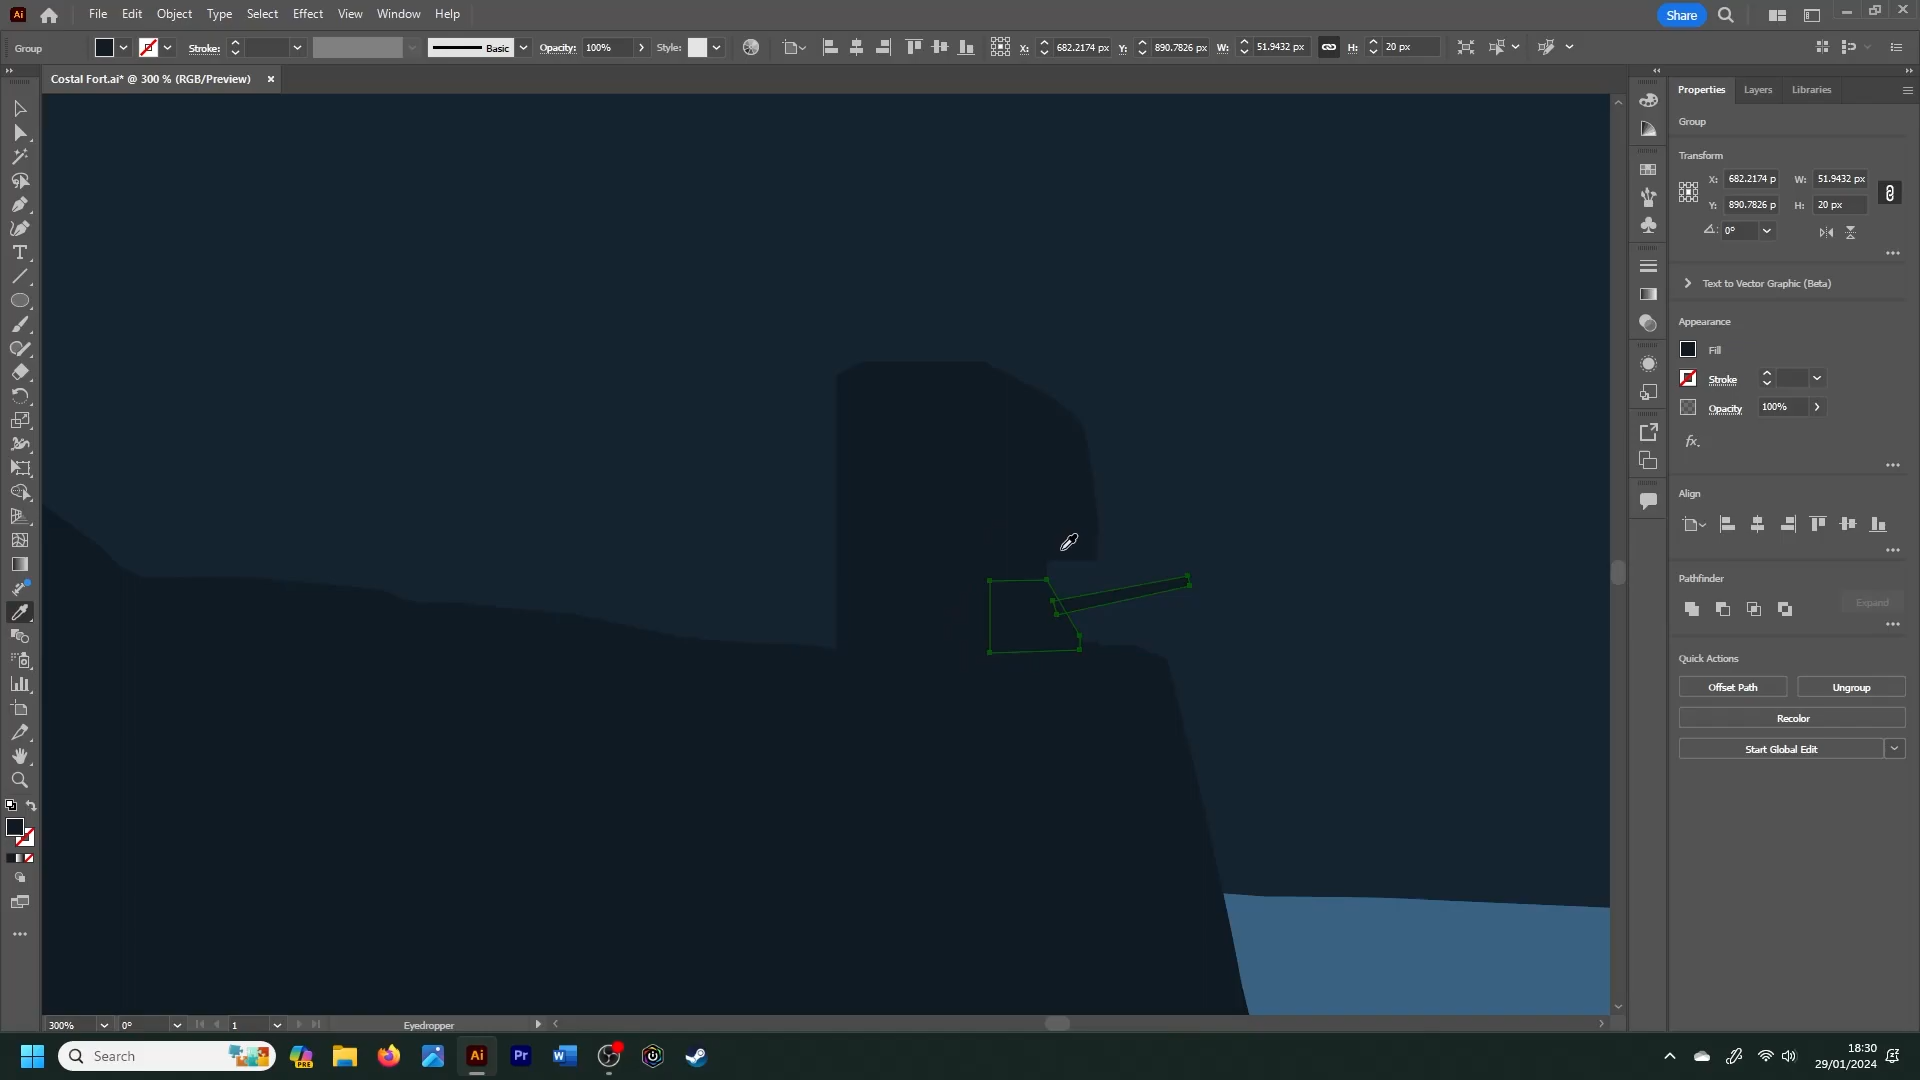 Ai File Edit Object Type Select Effect View Window Help Share
Group Stroke: Basic Opacity: 100% Style: X: 682.2174 px Y: 890.7826 px W: 51.9432 px H: 20 px
Costal Fort.ai* @ 300 % (RGB/Preview) ×
Properties Layers Libraries
Group
Transform
X: 682.2174 p W: 51.9432 px
Y: 890.7826 p H: 20 px
0°
Text to Vector Graphic (Beta)
Appearance
Fill
Stroke
Opacity 100%
fx.
Align
Pathfinder
Expand
Quick Actions
Offset Path Ungroup
Recolor
Start Global Edit
300% 0° 1 Eyedropper
Search PRE Ai Pr W 18:30
29/01/2024